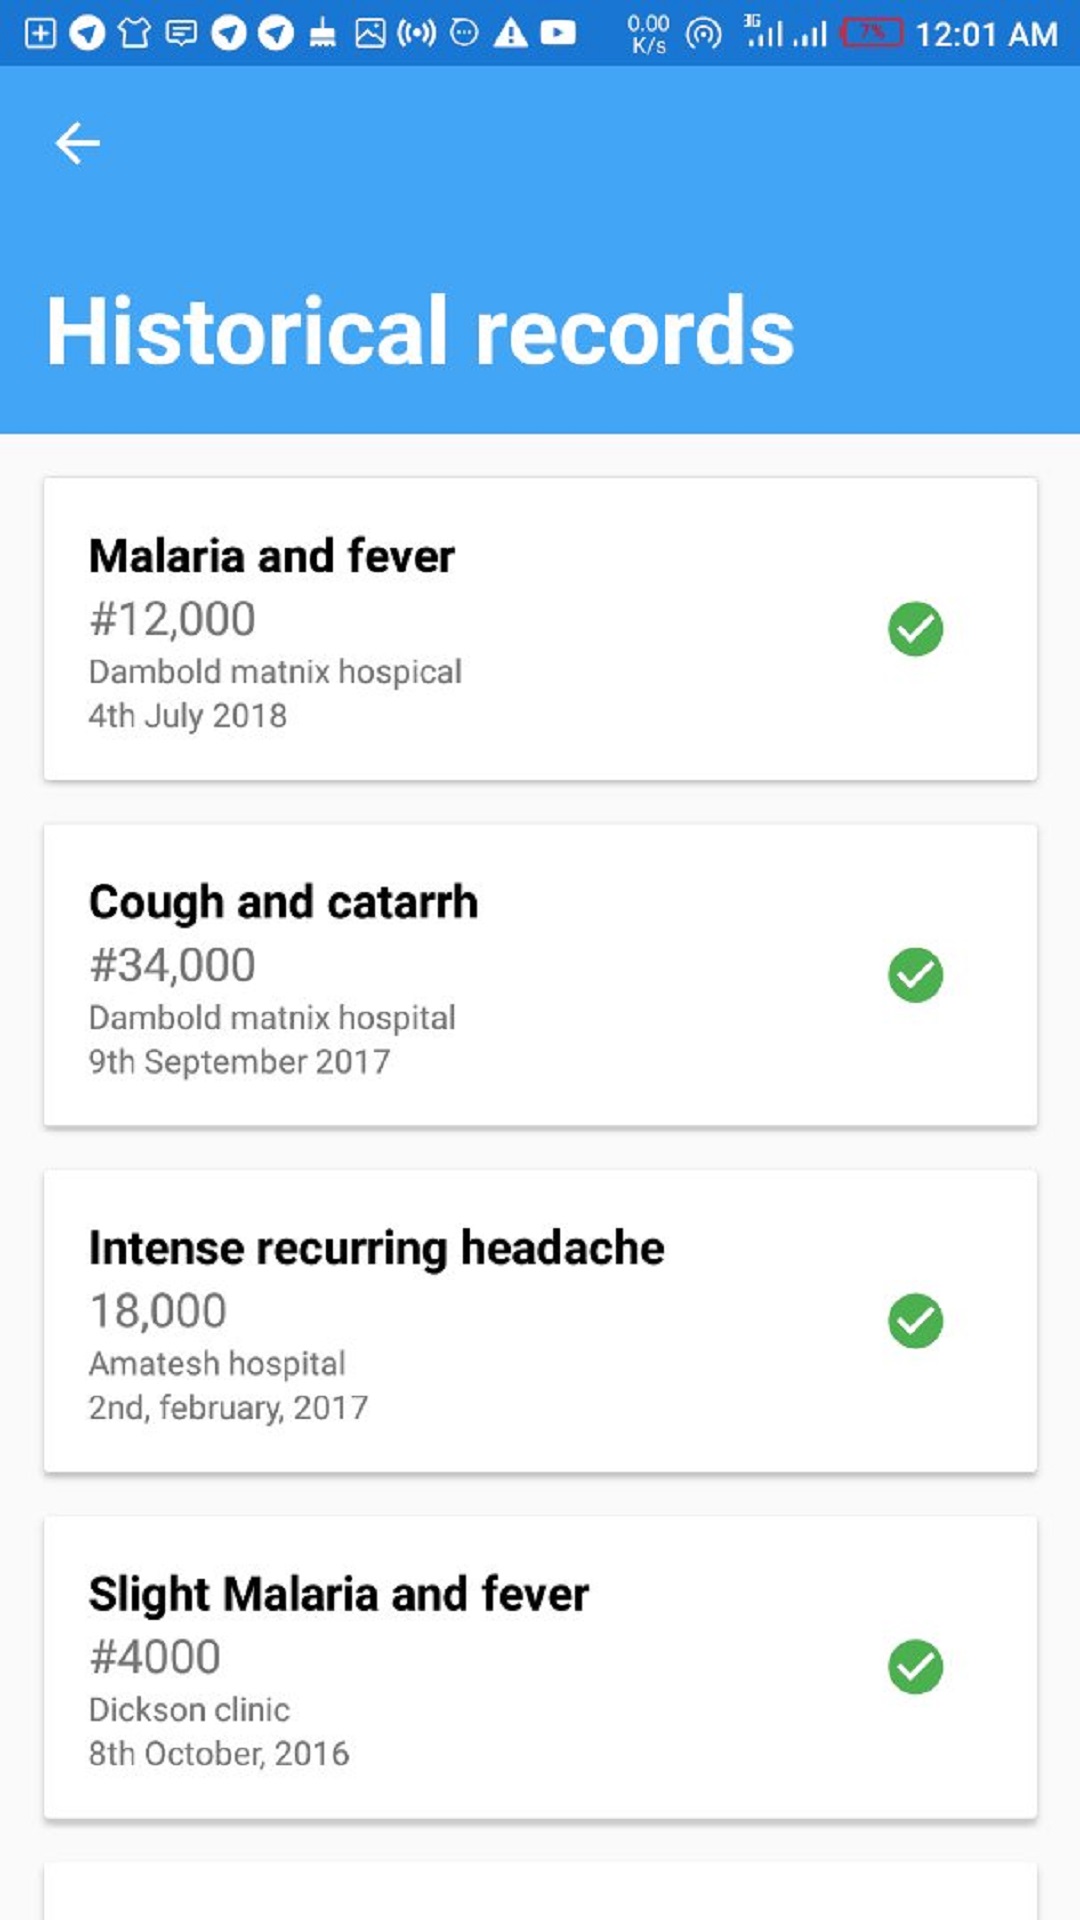 0.00
K/s
3G
7%
12:01 AM
Historical records
Malaria and fever
#12,000
Dambold matnix hospical
4th July 2018
Cough and catarrh
#34,000
Dambold matnix hospital
9th September 2017
Intense recurring headache
18,000
Amatesh hospital
2nd, february, 2017
Slight Malaria and fever
#4000
Dickson clinic
8th October, 2016